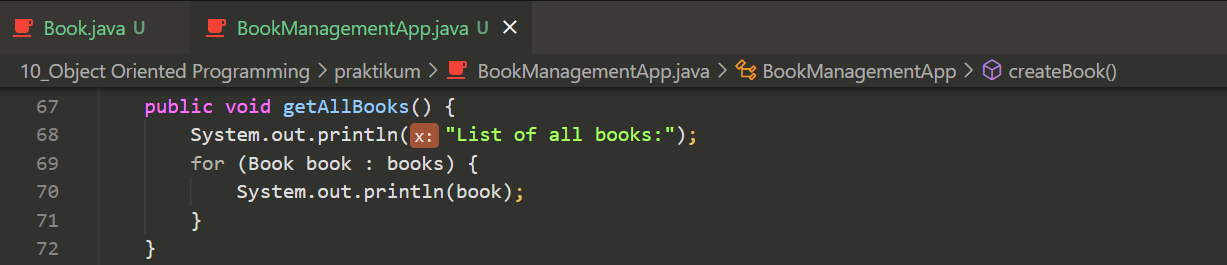 Book.java U BookManagementApp.java U ×
10_Object Oriented Programming > praktikum > BookManagementApp.java > BookManagementApp > createBook()
67 public void getAllBooks() {
68 System.out.println(x: "List of all books:");
69 for (Book book : books) {
70 System.out.println(book);
71 }
72 }